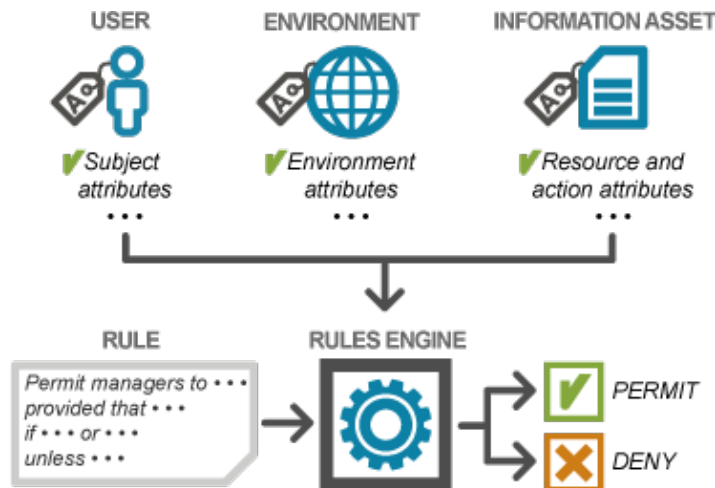 USER
ENVIRONMENT
INFORMATION ASSET
A
A
A
✔Subject
attributes
• • •
✔Environment
attributes
• • •
✔Resource and
action attributes
• • •
RULE
RULES ENGINE
Permit managers to • • •
provided that • • •
if • • • or • • •
unless • • •
PERMIT
DENY